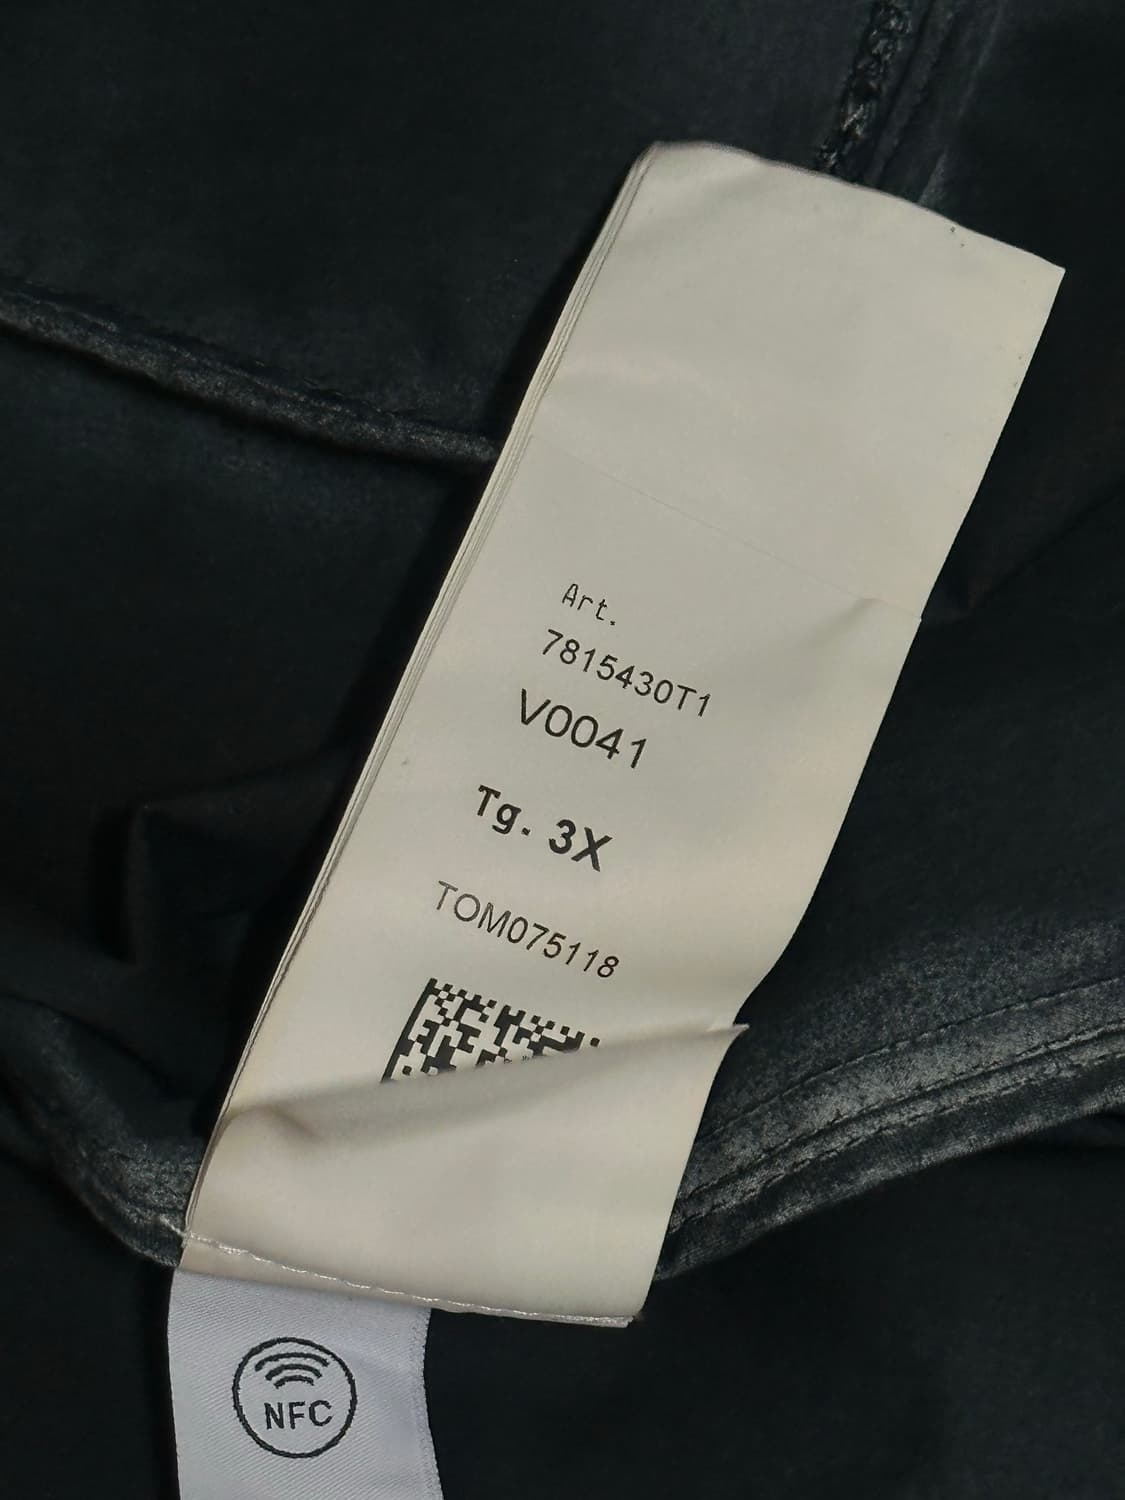 Art.
7815430T1
V0041
Tg. 3X
TOM075118
NFC